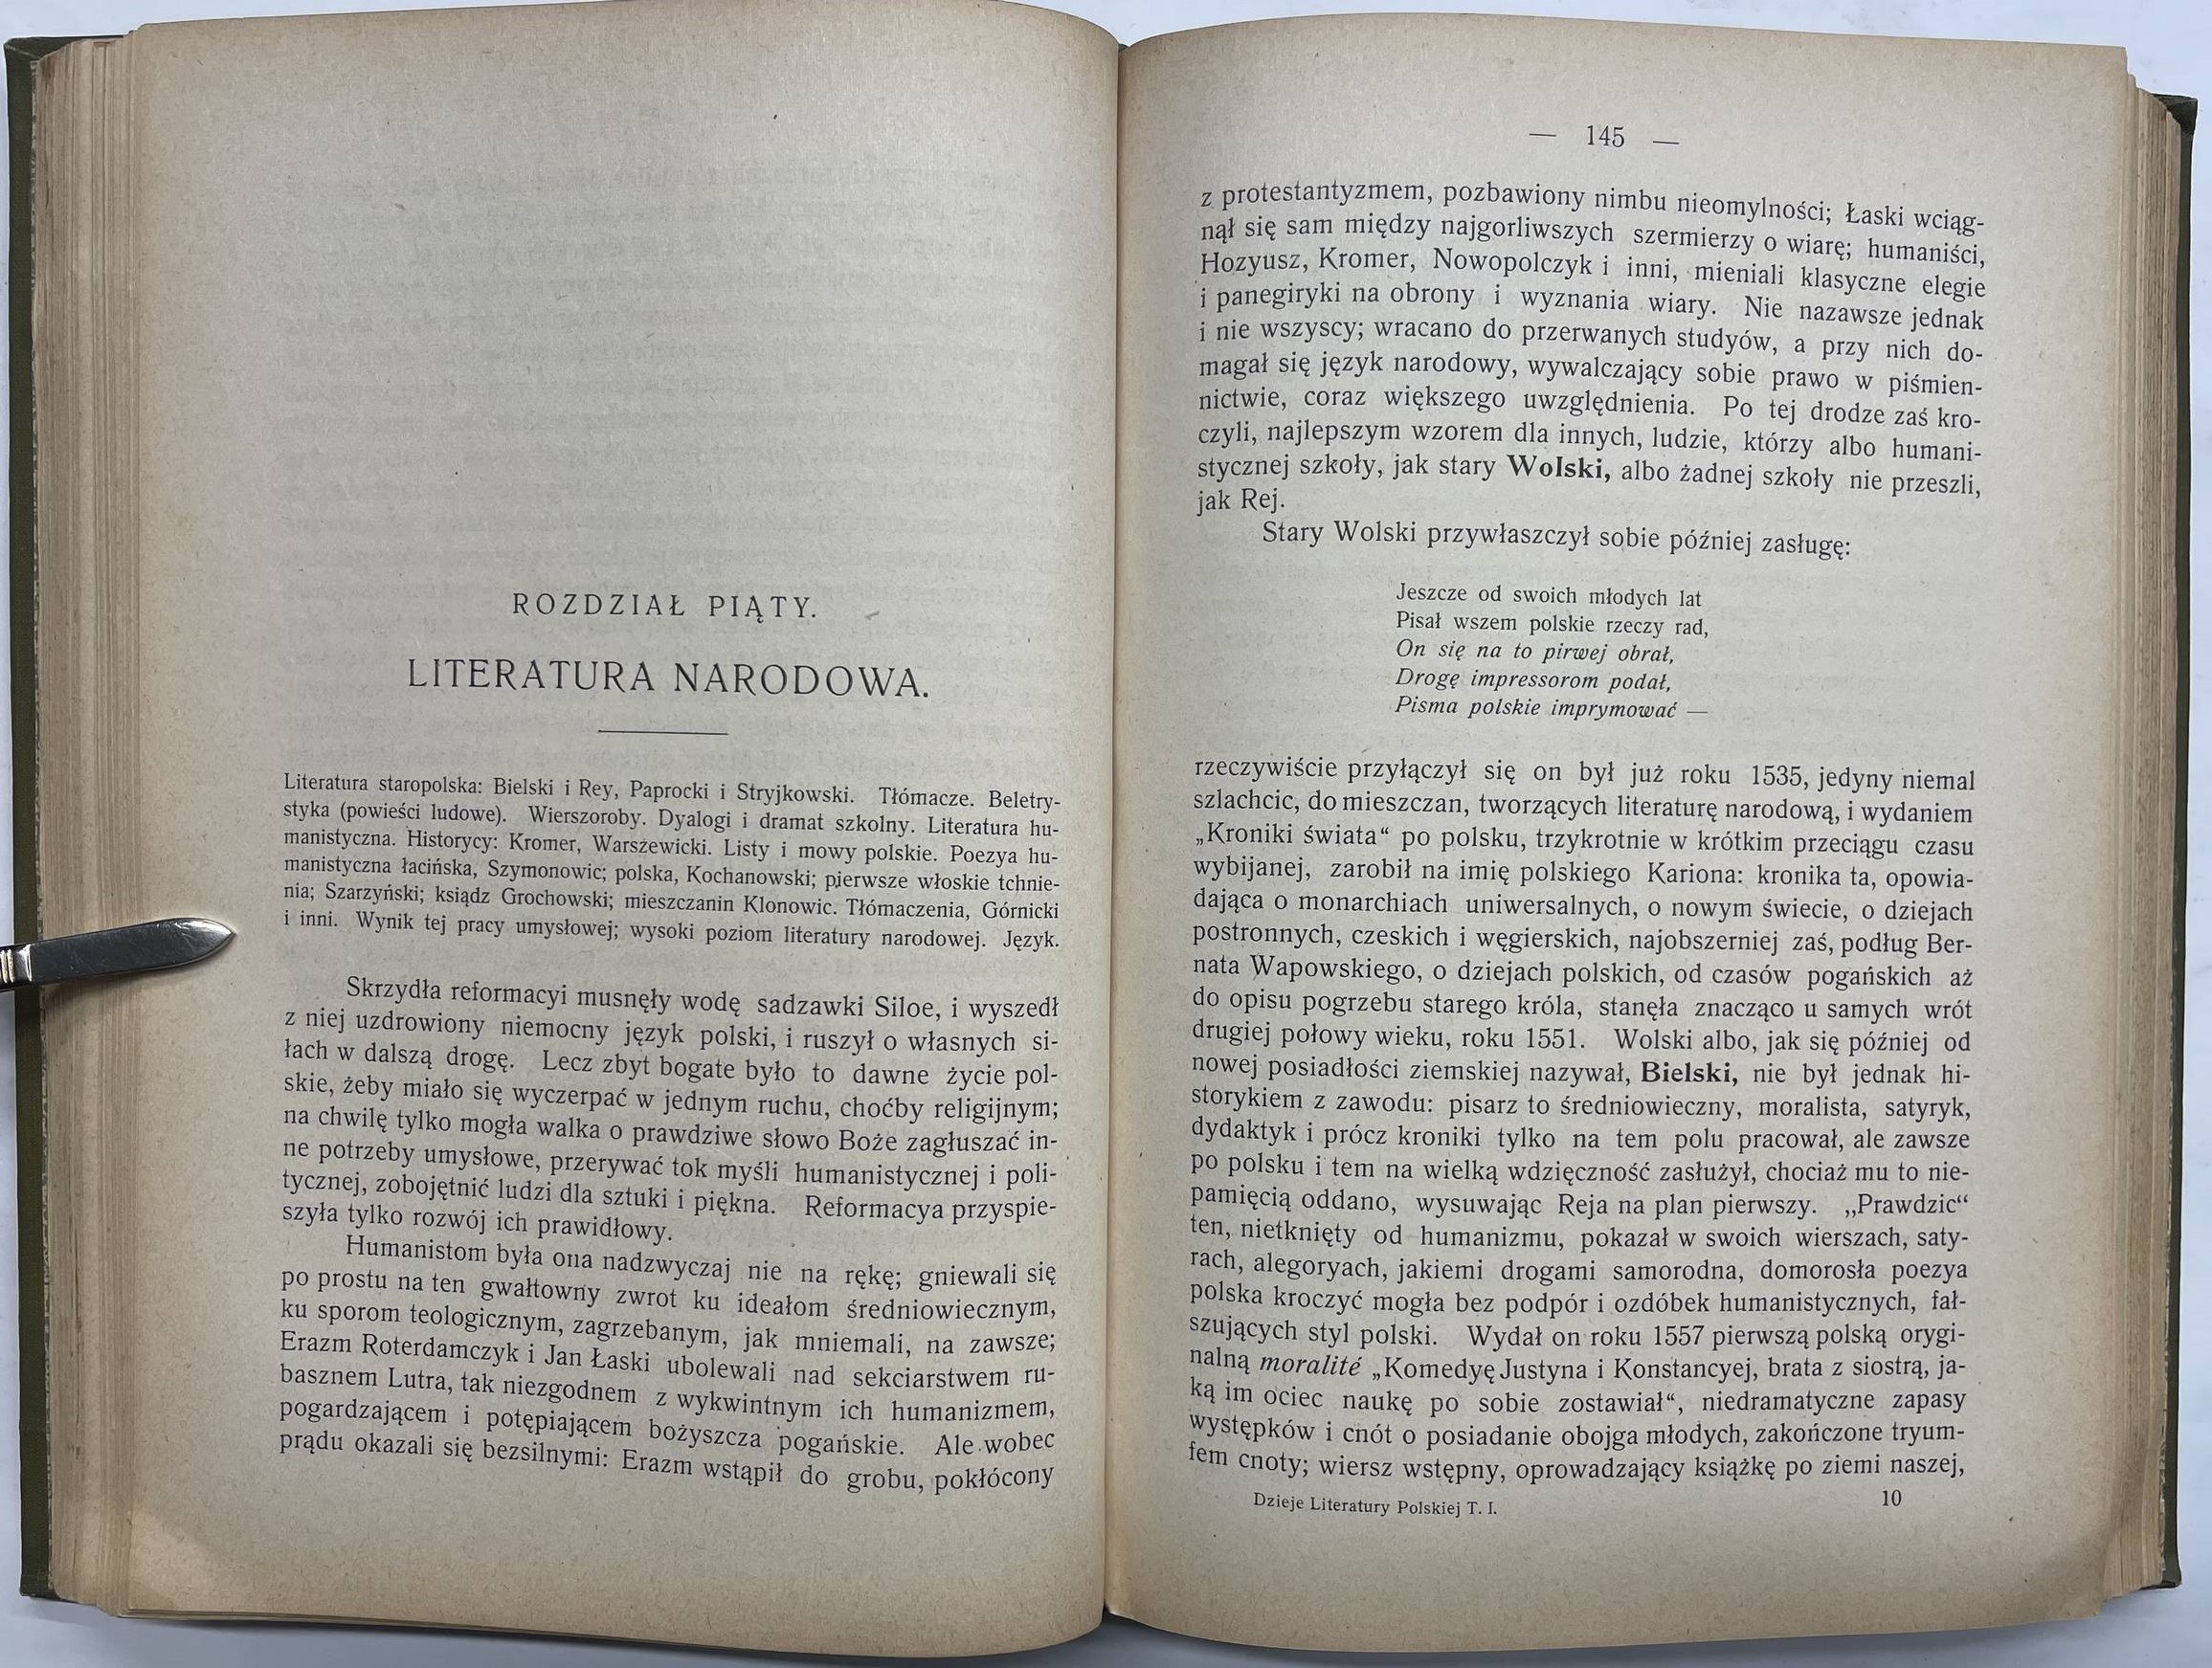 ROZDZIAŁ PIĄTY.
LITERATURA NARODOWA.
Literatura staropolska: Bielski i Rey, Paprocki i Stryjkowski. Tłómacze. Beletry-
styka (powieści ludowe). Wierszoroby. Dyalogi i dramat szkolny. Literatura hu-
manistyczna. Historycy: Kromer, Warszewicki. Listy i mowy polskie. Poezya hu-
manistyczna łacińska, Szymonowic; polska, Kochanowski; pierwsze włoskie tchnie-
nia; Szarzyński; ksiądz Grochowski; mieszczanin Klonowic. Tłómaczenia, Górnicki
i inni. Wynik tej pracy umysłowej; wysoki poziom literatury narodowej. Język.
Skrzydła reformacyi musnęły wodę sadzawki Siloe, i wyszedł
z niej uzdrowiony niemocny język polski, i ruszył o własnych si-
łach w dalszą drogę. Lecz zbyt bogate było to dawne życie pol-
skie, żeby miało się wyczerpać w jednym ruchu, choćby religijnym;
na chwilę tylko mogła walka o prawdziwe słowo Boże zagłuszać in-
ne potrzeby umysłowe, przerywać tok myśli humanistycznej i poli-
tycznej, zobojętnić ludzi dla sztuki i piękna. Reformacya przyspie-
szyła tylko rozwój ich prawidłowy.
Humanistom była ona nadzwyczaj nie na rękę; gniewali się
po prostu na ten gwałtowny zwrot ku ideałom średniowiecznym,
ku sporom teologicznym, zagrzebanym, jak mniemali, na zawsze;
Erazm Roterdamczyk i Jan Łaski ubolewali nad sekciarstwem ru-
basznem Lutra, tak niezgodnem z wykwintnym ich humanizmem,
pogardzającem i potępiającem bożyszcza pogańskie. Ale wobec
prądu okazali się bezsilnymi: Erazm wstąpił do grobu, pokłócony
— 145 —
z protestantyzmem, pozbawiony nimbu nieomylności; Łaski wciąg-
nął się sam między najgorliwszych szermierzy o wiarę; humaniści,
Hozyusz, Kromer, Nowopolczyk i inni, mieniali klasyczne elegie
i panegiryki na obrony i wyznania wiary. Nie nazawsze jednak
i nie wszyscy; wracano do przerwanych studyów, a przy nich do-
magał się język narodowy, wywalczający sobie prawo w piśmien-
nictwie, coraz większego uwzględnienia. Po tej drodze zaś kro-
czyli, najlepszym wzorem dla innych, ludzie, którzy albo humani-
stycznej szkoły, jak stary Wolski, albo żadnej szkoły nie przeszli,
jak Rej.
Stary Wolski przywłaszczył sobie później zasługę:
Jeszcze od swoich młodych lat
Pisał wszem polskie rzeczy rad,
On się na to pirwej obrał,
Drogę impressorom podał,
Pisma polskie imprymować —
rzeczywiście przyłączył się on był już roku 1535, jedyny niemal
szlachcic, do mieszczan, tworzących literaturę narodową, i wydaniem
„Kroniki świata“ po polsku, trzykrotnie w krótkim przeciągu czasu
wybijanej, zarobił na imię polskiego Kariona: kronika ta, opowia-
dająca o monarchiach uniwersalnych, o nowym świecie, o dziejach
postronnych, czeskich i węgierskich, najobszerniej zaś, podług Ber-
nata Wapowskiego, o dziejach polskich, od czasów pogańskich aż
do opisu pogrzebu starego króla, stanęła znacząco u samych wrót
drugiej połowy wieku, roku 1551. Wolski albo, jak się później od
nowej posiadłości ziemskiej nazywał, Bielski, nie był jednak hi-
storykiem z zawodu: pisarz to średniowieczny, moralista, satyryk,
dydaktyk i prócz kroniki tylko na tem polu pracował, ale zawsze
po polsku i tem na wielką wdzięczność zasłużył, chociaż mu to nie-
pamięcią oddano, wysuwając Reja na plan pierwszy. „Prawdzic“
ten, nietknięty od humanizmu, pokazał w swoich wierszach, saty-
rach, alegoryach, jakiemi drogami samorodna, domorosła poezya
polska kroczyć mogła bez podpór i ozdóbek humanistycznych, fał-
szujących styl polski. Wydał on roku 1557 pierwszą polską orygi-
nalną moralité „Komedyę Justyna i Konstancyej, brata z siostrą, ja-
ką im ociec naukę po sobie zostawiał“, niedramatyczne zapasy
występków i cnót o posiadanie obojga młodych, zakończone tryum-
fem cnoty; wiersz wstępny, oprowadzający książkę po ziemi naszej,
Dzieje Literatury Polskiej T. I. 10